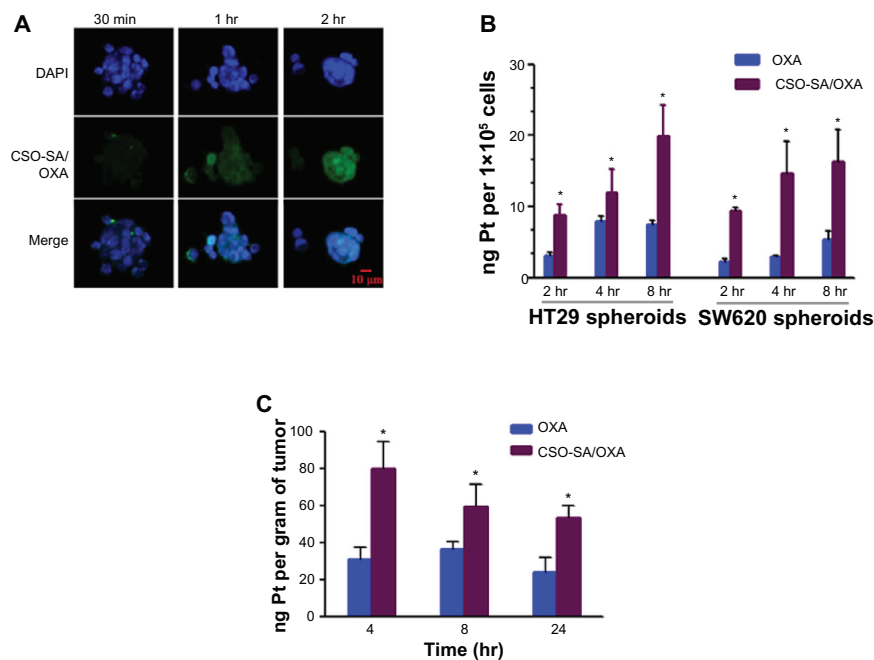 A
30 min
1 hr
2 hr
DAPI
CSO-SA/
OXA
Merge
10 µm
B
ng Pt per 1×10⁵ cells
30
20
10
0
OXA
CSO-SA/OXA
*
*
*
*
*
*
2 hr
4 hr
8 hr
2 hr
4 hr
8 hr
HT29 spheroids
SW620 spheroids
C
ng Pt per gram of tumor
100
80
60
40
20
0
OXA
CSO-SA/OXA
*
*
*
4
8
24
Time (hr)